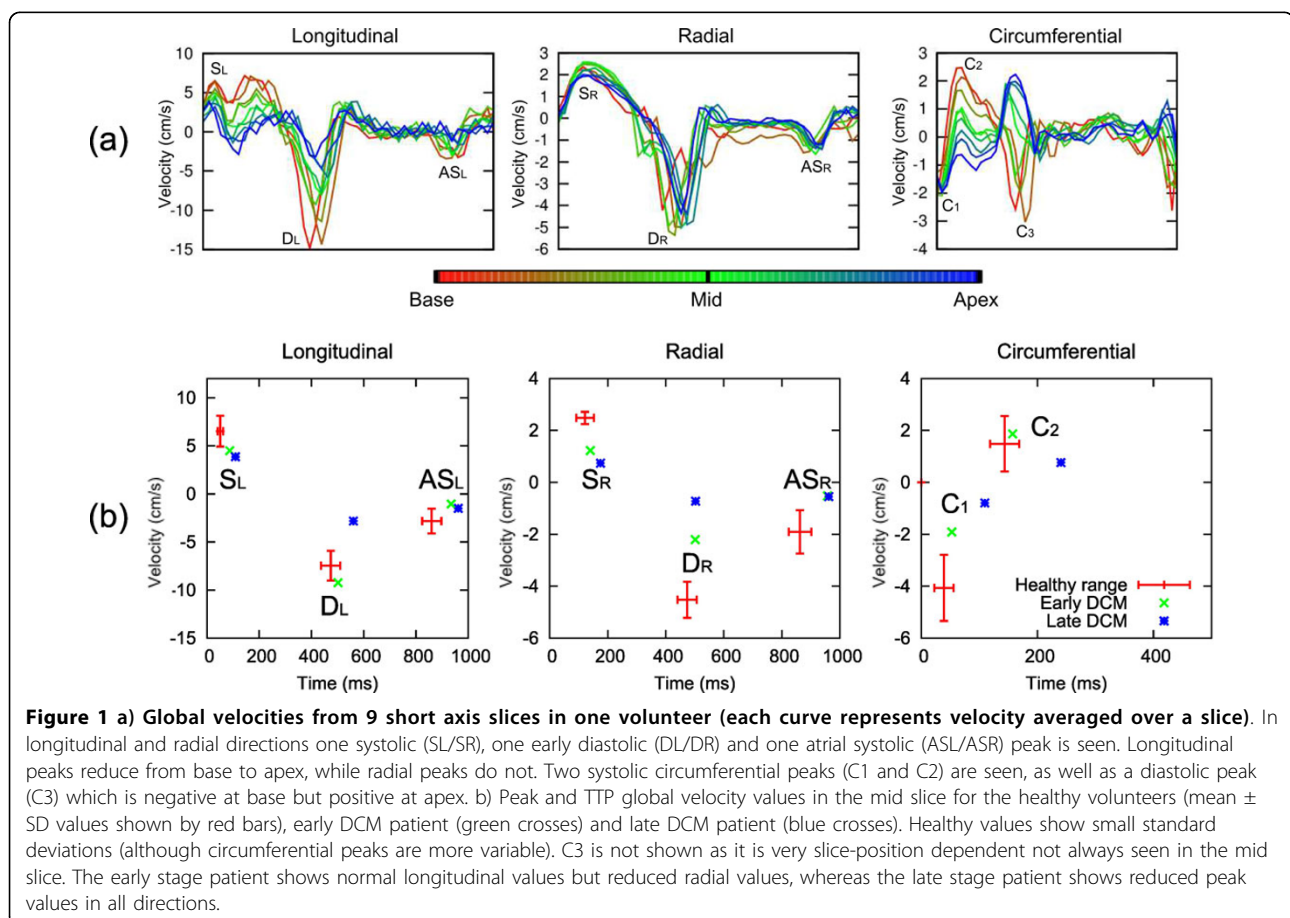 Longitudinal
Radial
Circumferential
(a)
Velocity (cm/s)
10
5
0
-5
-10
-15
SL
DL
ASL
Velocity (cm/s)
3
2
1
0
-1
-2
-3
-4
-5
-6
SR
DR
ASR
Velocity (cm/s)
3
2
1
0
-1
-2
-3
-4
C1
C2
C3
Base
Mid
Apex
Longitudinal
Radial
Circumferential
(b)
Velocity (cm/s)
10
5
0
-5
-10
-15
SL
DL
ASL
0 200 400 600 800 1000
Time (ms)
Velocity (cm/s)
4
2
0
-2
-4
-6
SR
DR
ASR
0 200 400 600 800 1000
Time (ms)
Velocity (cm/s)
4
2
0
-2
-4
-6
C1
C2
Healthy range
Early DCM
Late DCM
0 200 400
Time (ms)
Figure 1 a) Global velocities from 9 short axis slices in one volunteer (each curve represents velocity averaged over a slice). In
longitudinal and radial directions one systolic (SL/SR), one early diastolic (DL/DR) and one atrial systolic (ASL/ASR) peak is seen. Longitudinal
peaks reduce from base to apex, while radial peaks do not. Two systolic circumferential peaks (C1 and C2) are seen, as well as a diastolic peak
(C3) which is negative at base but positive at apex. b) Peak and TTP global velocity values in the mid slice for the healthy volunteers (mean ±
SD values shown by red bars), early DCM patient (green crosses) and late DCM patient (blue crosses). Healthy values show small standard
deviations (although circumferential peaks are more variable). C3 is not shown as it is very slice-position dependent not always seen in the mid
slice. The early stage patient shows normal longitudinal values but reduced radial values, whereas the late stage patient shows reduced peak
values in all directions.